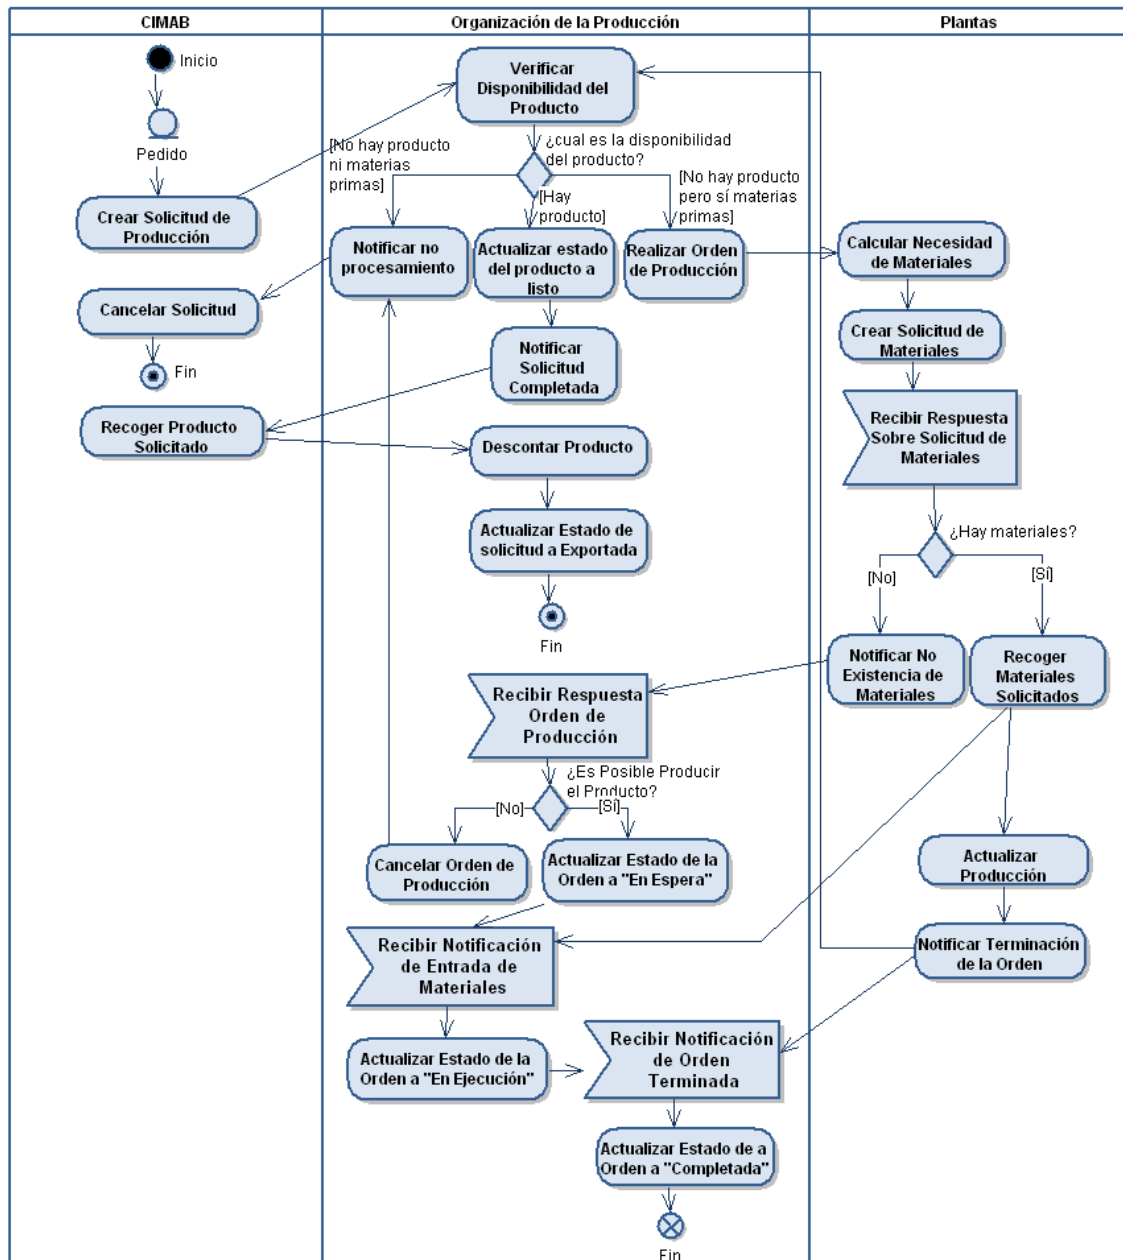 CIMAB
Organización de la Producción
Plantas
Inicio
Pedido
Crear Solicitud de
Producción
Cancelar Solicitud
Fin
Recoger Producto
Solicitado
Verificar
Disponibilidad del
Producto
¿cual es la disponibilidad
del producto?
[No hay producto
ni materias
primas]
[Hay
producto]
[No hay producto
pero sí materias
primas]
Notificar no
procesamiento
Actualizar estado
del producto a
listo
Realizar Orden
de Producción
Notificar
Solicitud
Completada
Descontar Producto
Actualizar Estado de
solicitud a Exportada
Fin
Calcular Necesidad
de Materiales
Crear Solicitud de
Materiales
Recibir Respuesta
Sobre Solicitud de
Materiales
¿Hay materiales?
[No]
[Sí]
Notificar No
Existencia de
Materiales
Recoger
Materiales
Solicitados
Recibir Respuesta
Orden de
Producción
¿Es Posible Producir
el Producto?
[No]
[Sí]
Cancelar Orden de
Producción
Actualizar Estado de la
Orden a "En Espera"
Actualizar
Producción
Notificar Terminación
de la Orden
Recibir Notificación
de Entrada de
Materiales
Actualizar Estado de la
Orden a "En Ejecución"
Recibir Notificación
de Orden
Terminada
Actualizar Estado de a
Orden a "Completada"
Fin